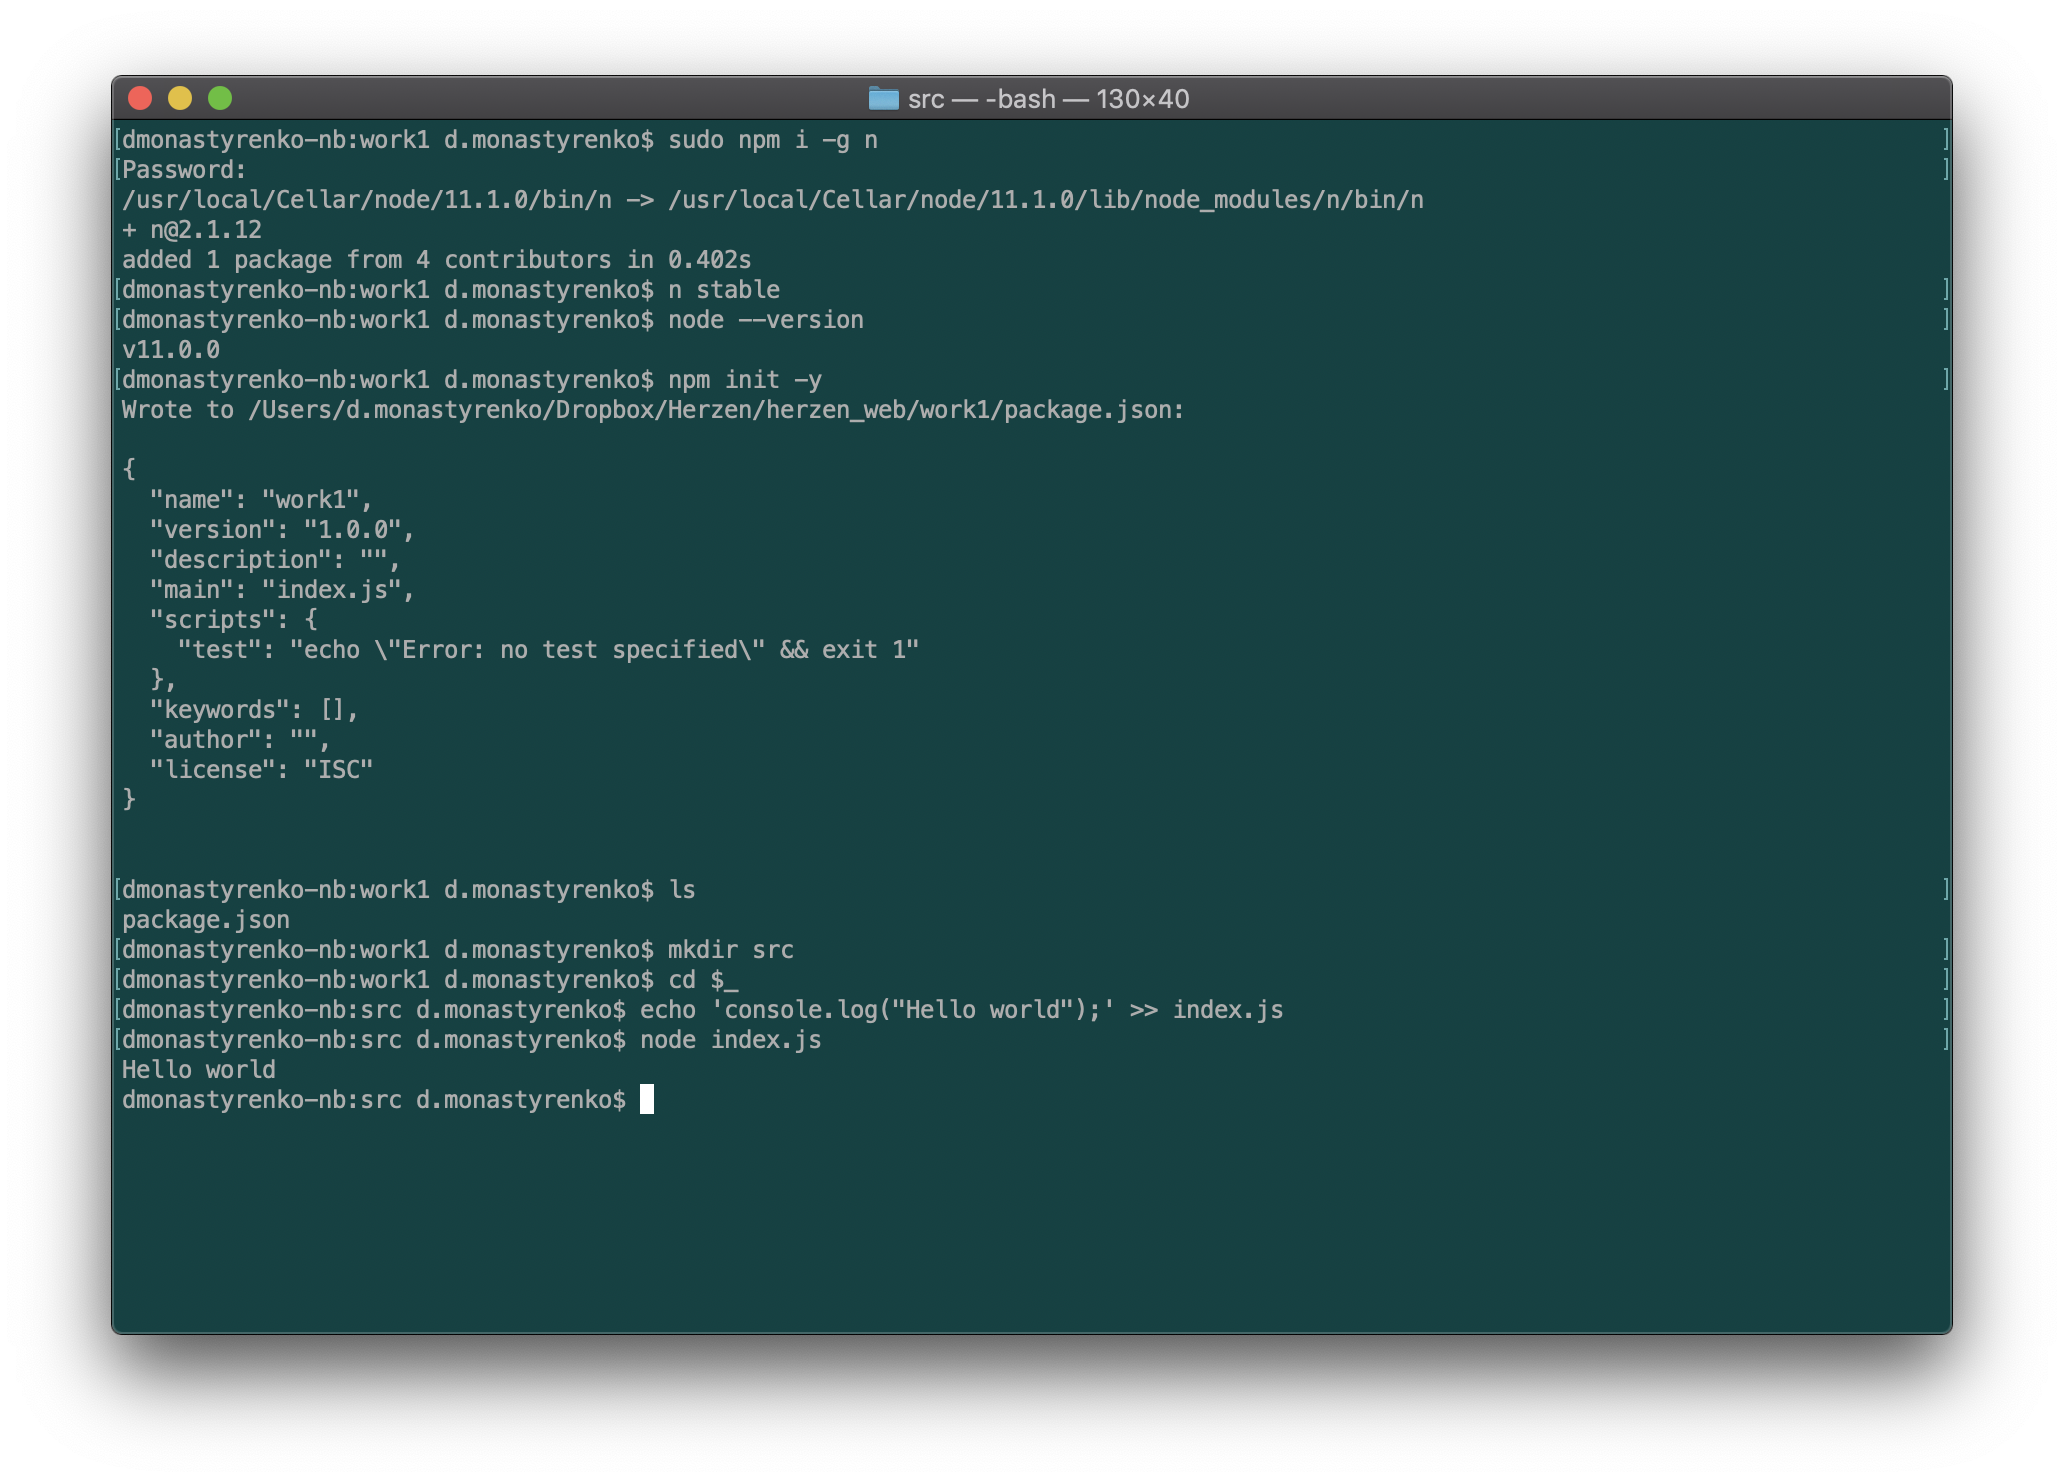 src — -bash — 130×40
[dmonastyrenko-nb:work1 d.monastyrenko$ sudo npm i -g n ]
[Password: ]
/usr/local/Cellar/node/11.1.0/bin/n -> /usr/local/Cellar/node/11.1.0/lib/node_modules/n/bin/n
+ n@2.1.12
added 1 package from 4 contributors in 0.402s
[dmonastyrenko-nb:work1 d.monastyrenko$ n stable ]
[dmonastyrenko-nb:work1 d.monastyrenko$ node --version ]
v11.0.0
[dmonastyrenko-nb:work1 d.monastyrenko$ npm init -y ]
Wrote to /Users/d.monastyrenko/Dropbox/Herzen/herzen_web/work1/package.json:
{
  "name": "work1",
  "version": "1.0.0",
  "description": "",
  "main": "index.js",
  "scripts": {
    "test": "echo \"Error: no test specified\" && exit 1"
  },
  "keywords": [],
  "author": "",
  "license": "ISC"
}
[dmonastyrenko-nb:work1 d.monastyrenko$ ls ]
package.json
[dmonastyrenko-nb:work1 d.monastyrenko$ mkdir src ]
[dmonastyrenko-nb:work1 d.monastyrenko$ cd $_ ]
[dmonastyrenko-nb:src d.monastyrenko$ echo 'console.log("Hello world");' >> index.js ]
[dmonastyrenko-nb:src d.monastyrenko$ node index.js ]
Hello world
dmonastyrenko-nb:src d.monastyrenko$